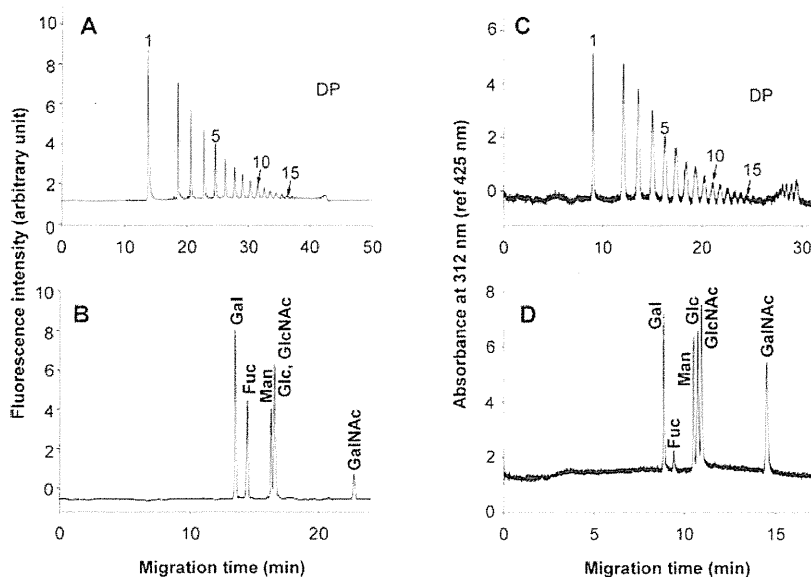 A
10
8
6
4
2
0
1
5
10
15
DP
0
10
20
30
40
50
Fluorescence intensity (arbitrary unit)
B
10
8
6
4
2
0
Gal
Fuc
Man
Glc, GlcNAc
GalNAc
0
10
20
Migration time (min)
C
6
4
2
0
1
5
10
15
DP
0
10
20
30
Absorbance at 312 nm (ref 425 nm)
D
8
6
4
2
0
Gal
Fuc
Man
Glc
GlcNAc
GalNAc
0
5
10
15
Migration time (min)